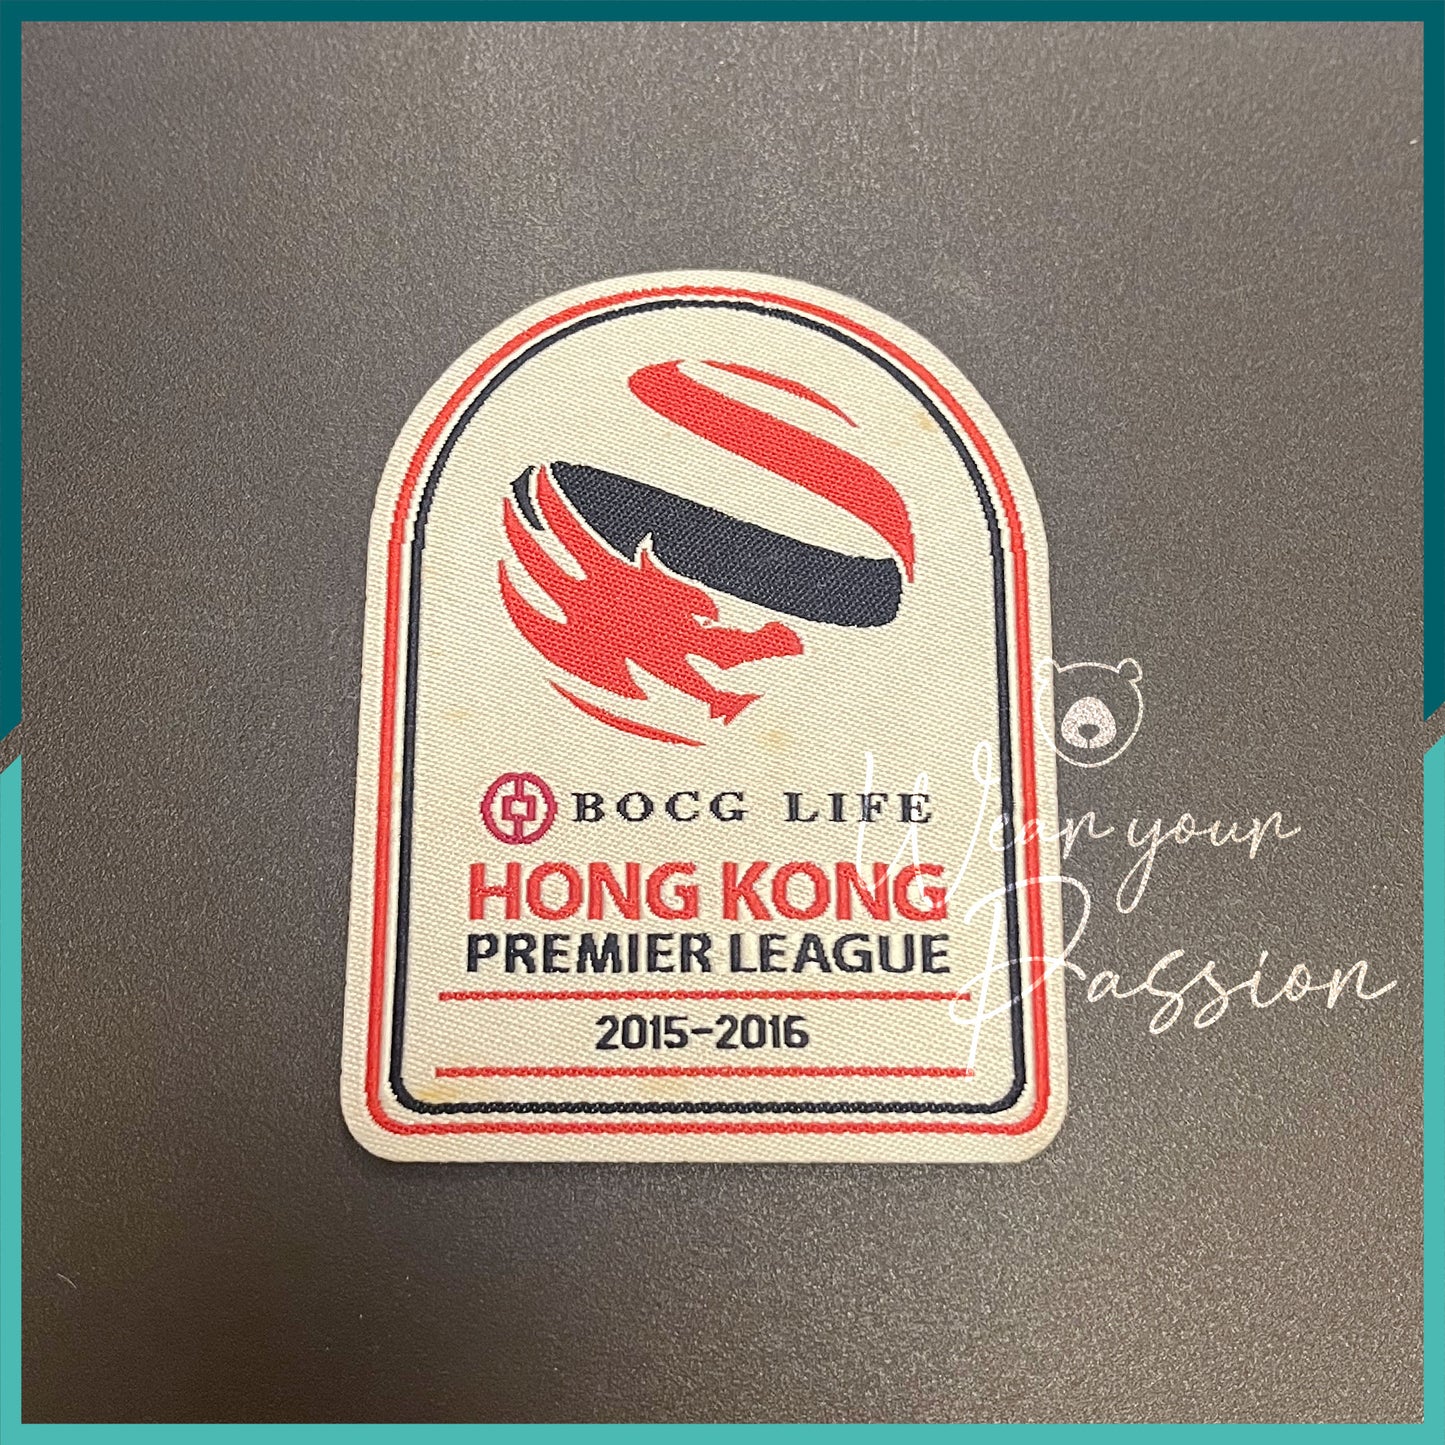 BOCG LIFE
HONG KONG
PREMIER LEAGUE
2015-2016
Wear your
Passion